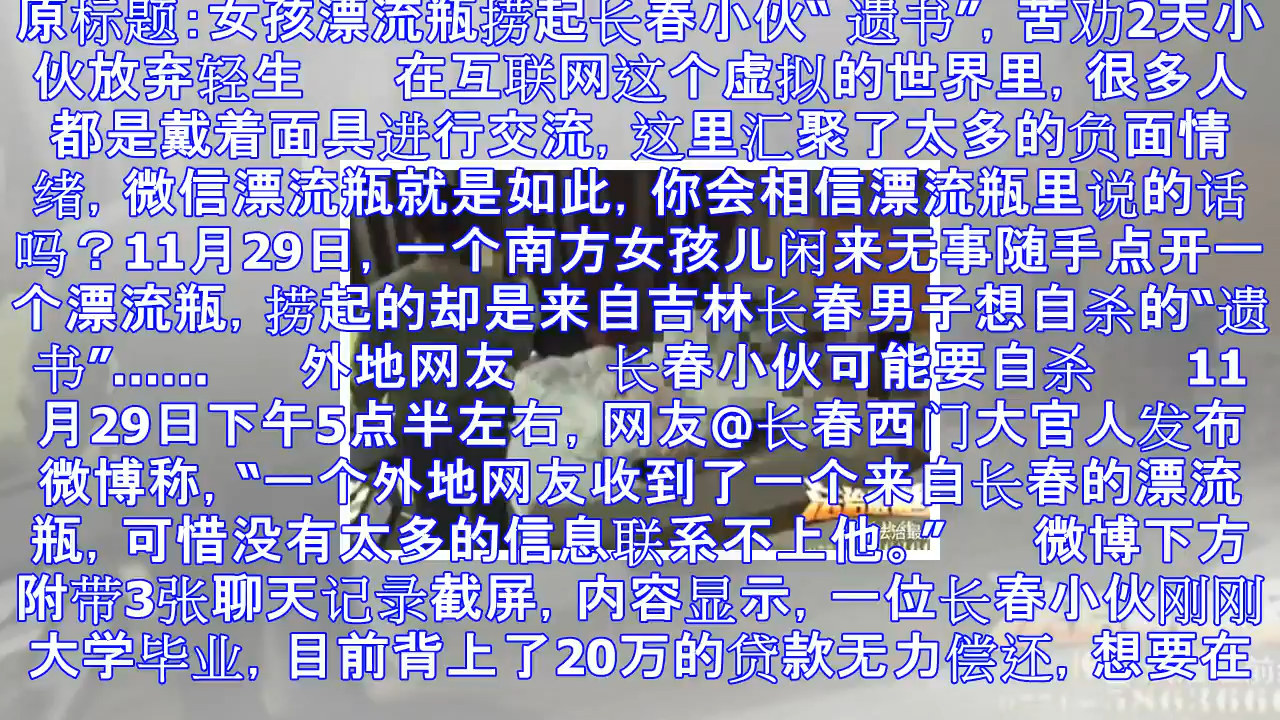 原标题:女孩漂流瓶捞起长春小伙“遗书”,苦劝2天小
伙放弃轻生　　在互联网这个虚拟的世界里,很多人
都是戴着面具进行交流,这里汇聚了太多的负面情
绪,微信漂流瓶就是如此,你会相信漂流瓶里说的话
吗？11月29日,一个南方女孩儿闲来无事随手点开一
个漂流瓶,捞起的却是来自吉林长春男子想自杀的“遗
书”……　　外地网友　　长春小伙可能要自杀　　11
月29日下午5点半左右,网友@长春西门大官人发布
微博称,“一个外地网友收到了一个来自长春的漂流
瓶,可惜没有太多的信息联系不上他。”　　微博下方
附带3张聊天记录截屏,内容显示,一位长春小伙刚刚
大学毕业,目前背上了20万的贷款无力偿还,想要在